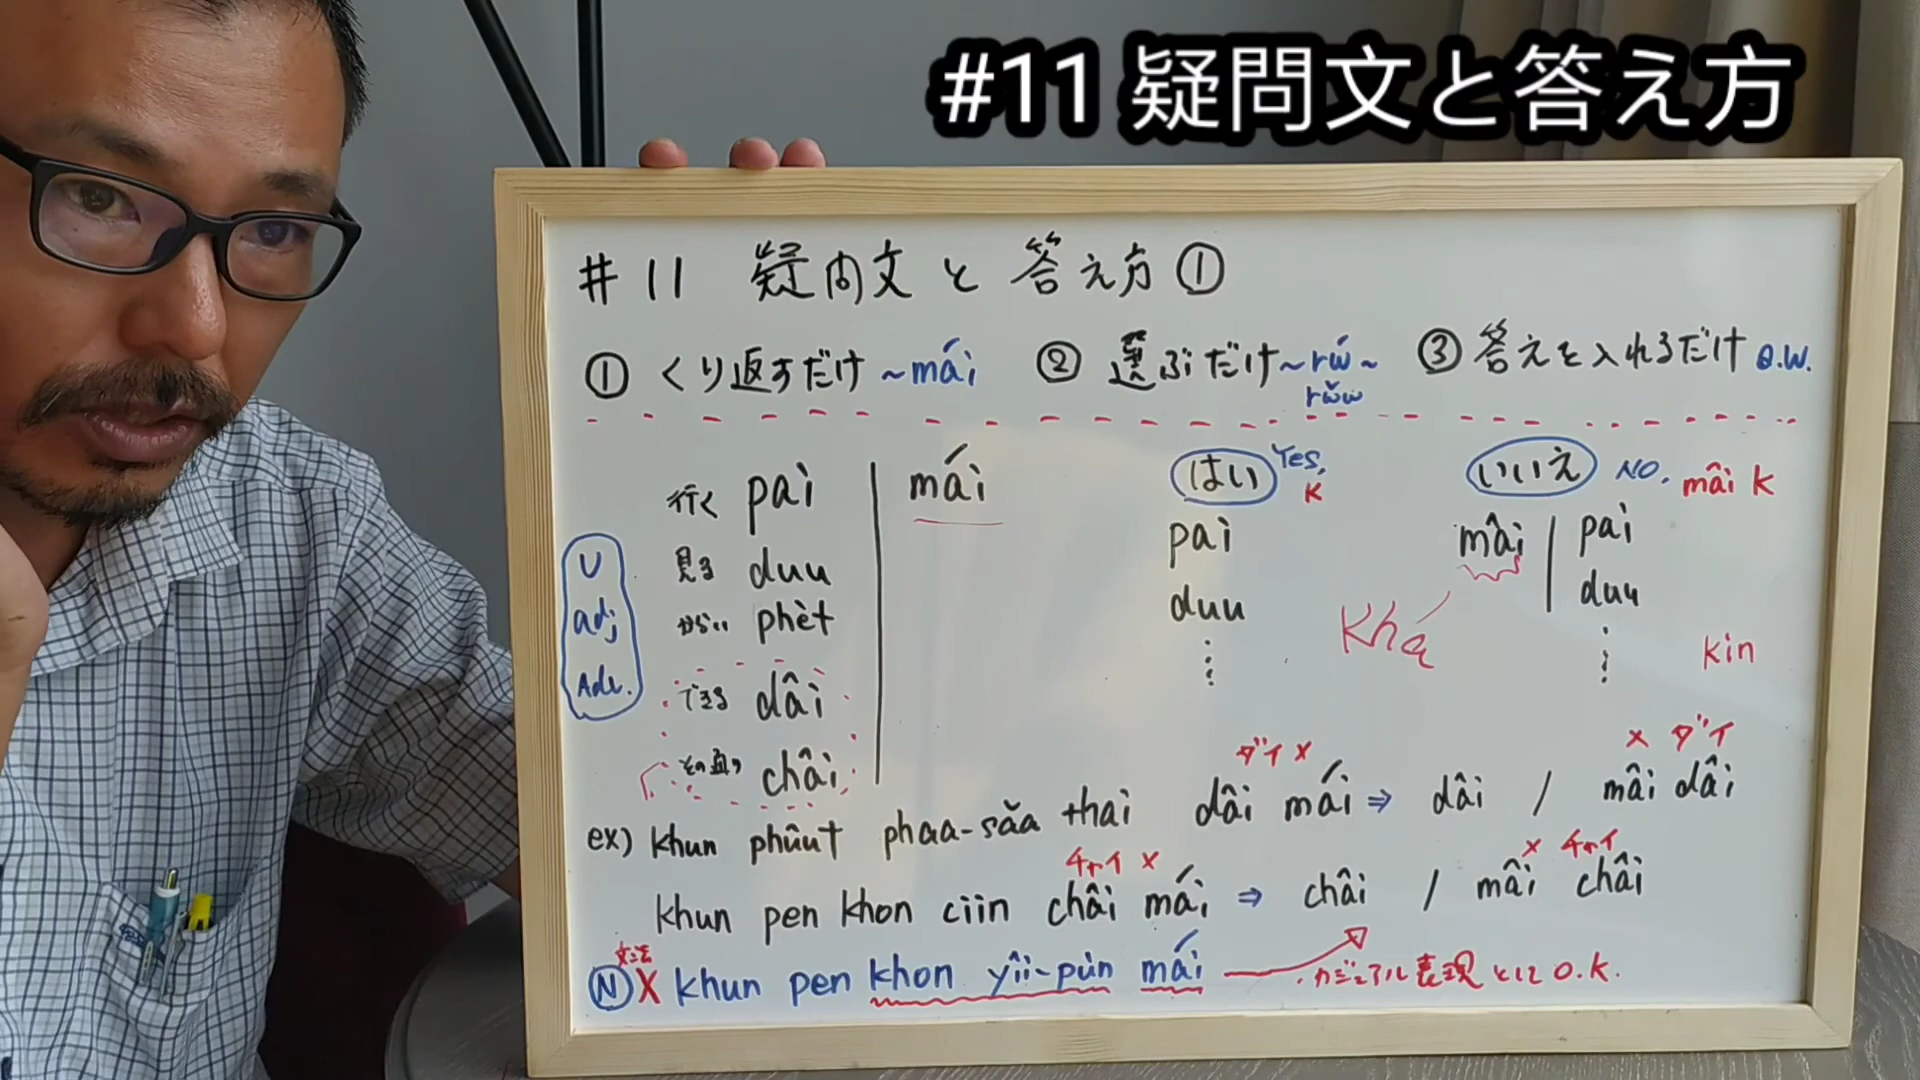 #11 疑問文と答え方
#11 疑問文と答え方①
① くり返すだけ ~mái ② 選ぶだけ ~rɯ́~ rɯ̌ɯ ③ 答えを入れるだけ Q.W.
行く pai mái はい Yes, K いいえ NO. mâi K
pai mâi pai
V 見る duu duu duu
adj からい phèt Khâ kin
Adv. できる dâi
その通り châi
ダイ × × ダイ
ex) khun phûut phaa-sǎa thai dâi mái ⇒ dâi / mâi dâi
チャイ × × チャイ
khun pen khon ciin châi mái ⇒ châi / mâi châi
文法
Ⓝ X khun pen khon yîi-pùn mái ・カジュアル表現として O.K.